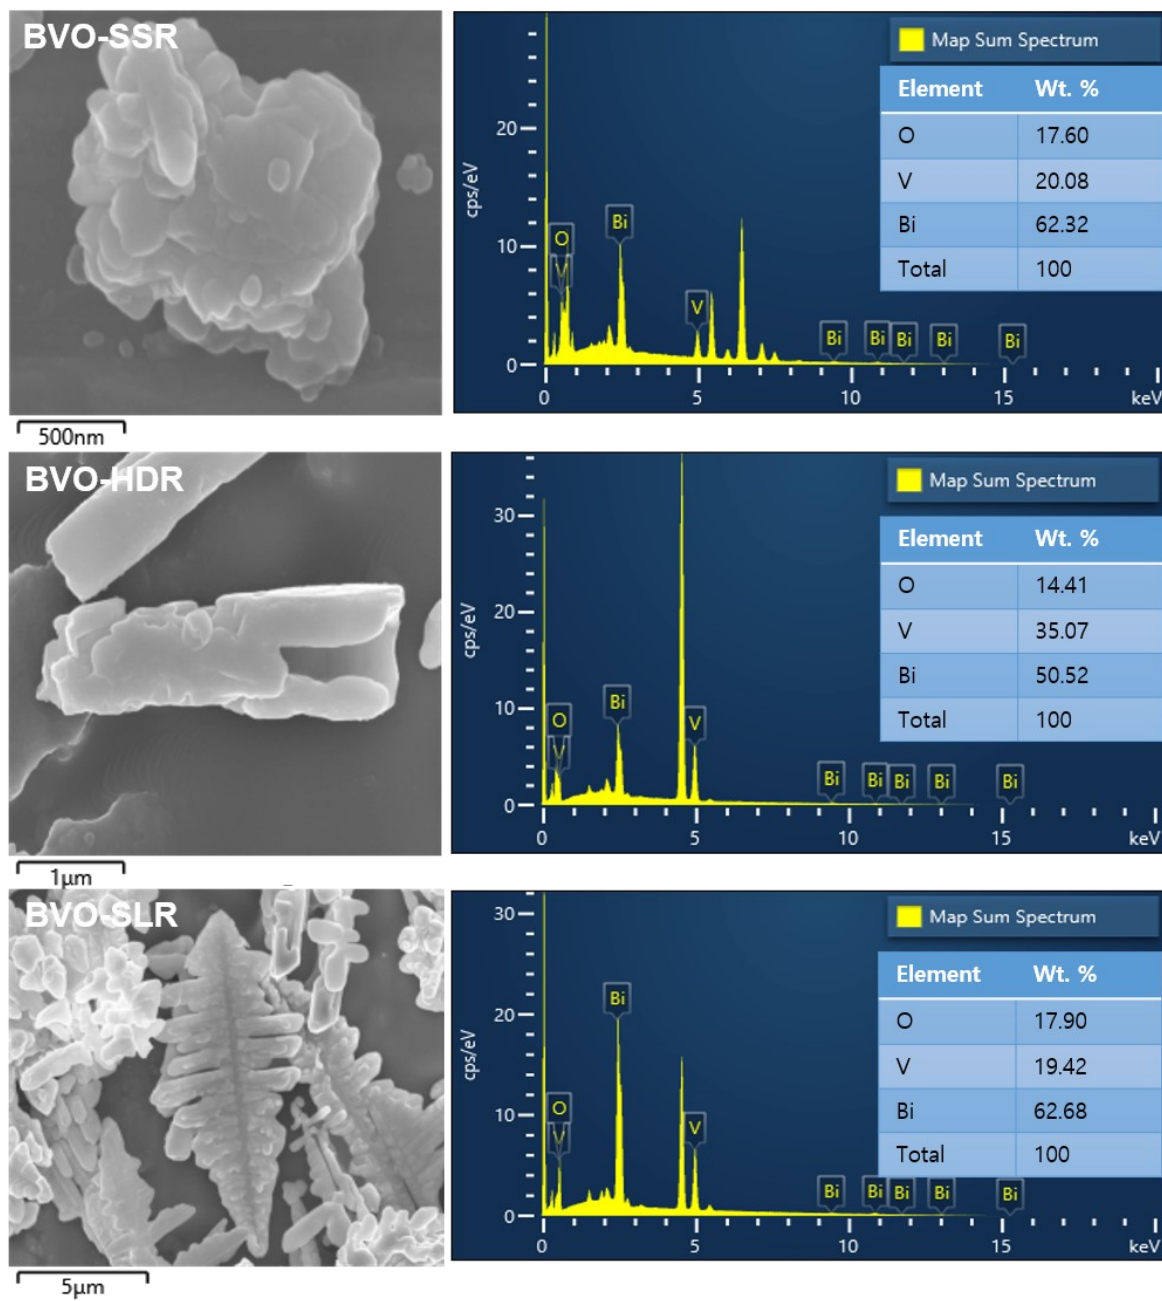 BVO-SSR
500nm
cps/eV
20
10
0
O
V
Bi
V
Bi
Bi
Bi
Bi
Bi
0
5
10
15
keV
Map Sum Spectrum
Element Wt. %
O 17.60
V 20.08
Bi 62.32
Total 100
BVO-HDR
1µm
cps/eV
30
20
10
0
O
V
Bi
V
Bi
Bi
Bi
Bi
Bi
0
5
10
15
keV
Map Sum Spectrum
Element Wt. %
O 14.41
V 35.07
Bi 50.52
Total 100
BVO-SLR
5µm
cps/eV
30
20
10
0
O
V
Bi
V
Bi
Bi
Bi
Bi
Bi
0
5
10
15
keV
Map Sum Spectrum
Element Wt. %
O 17.90
V 19.42
Bi 62.68
Total 100